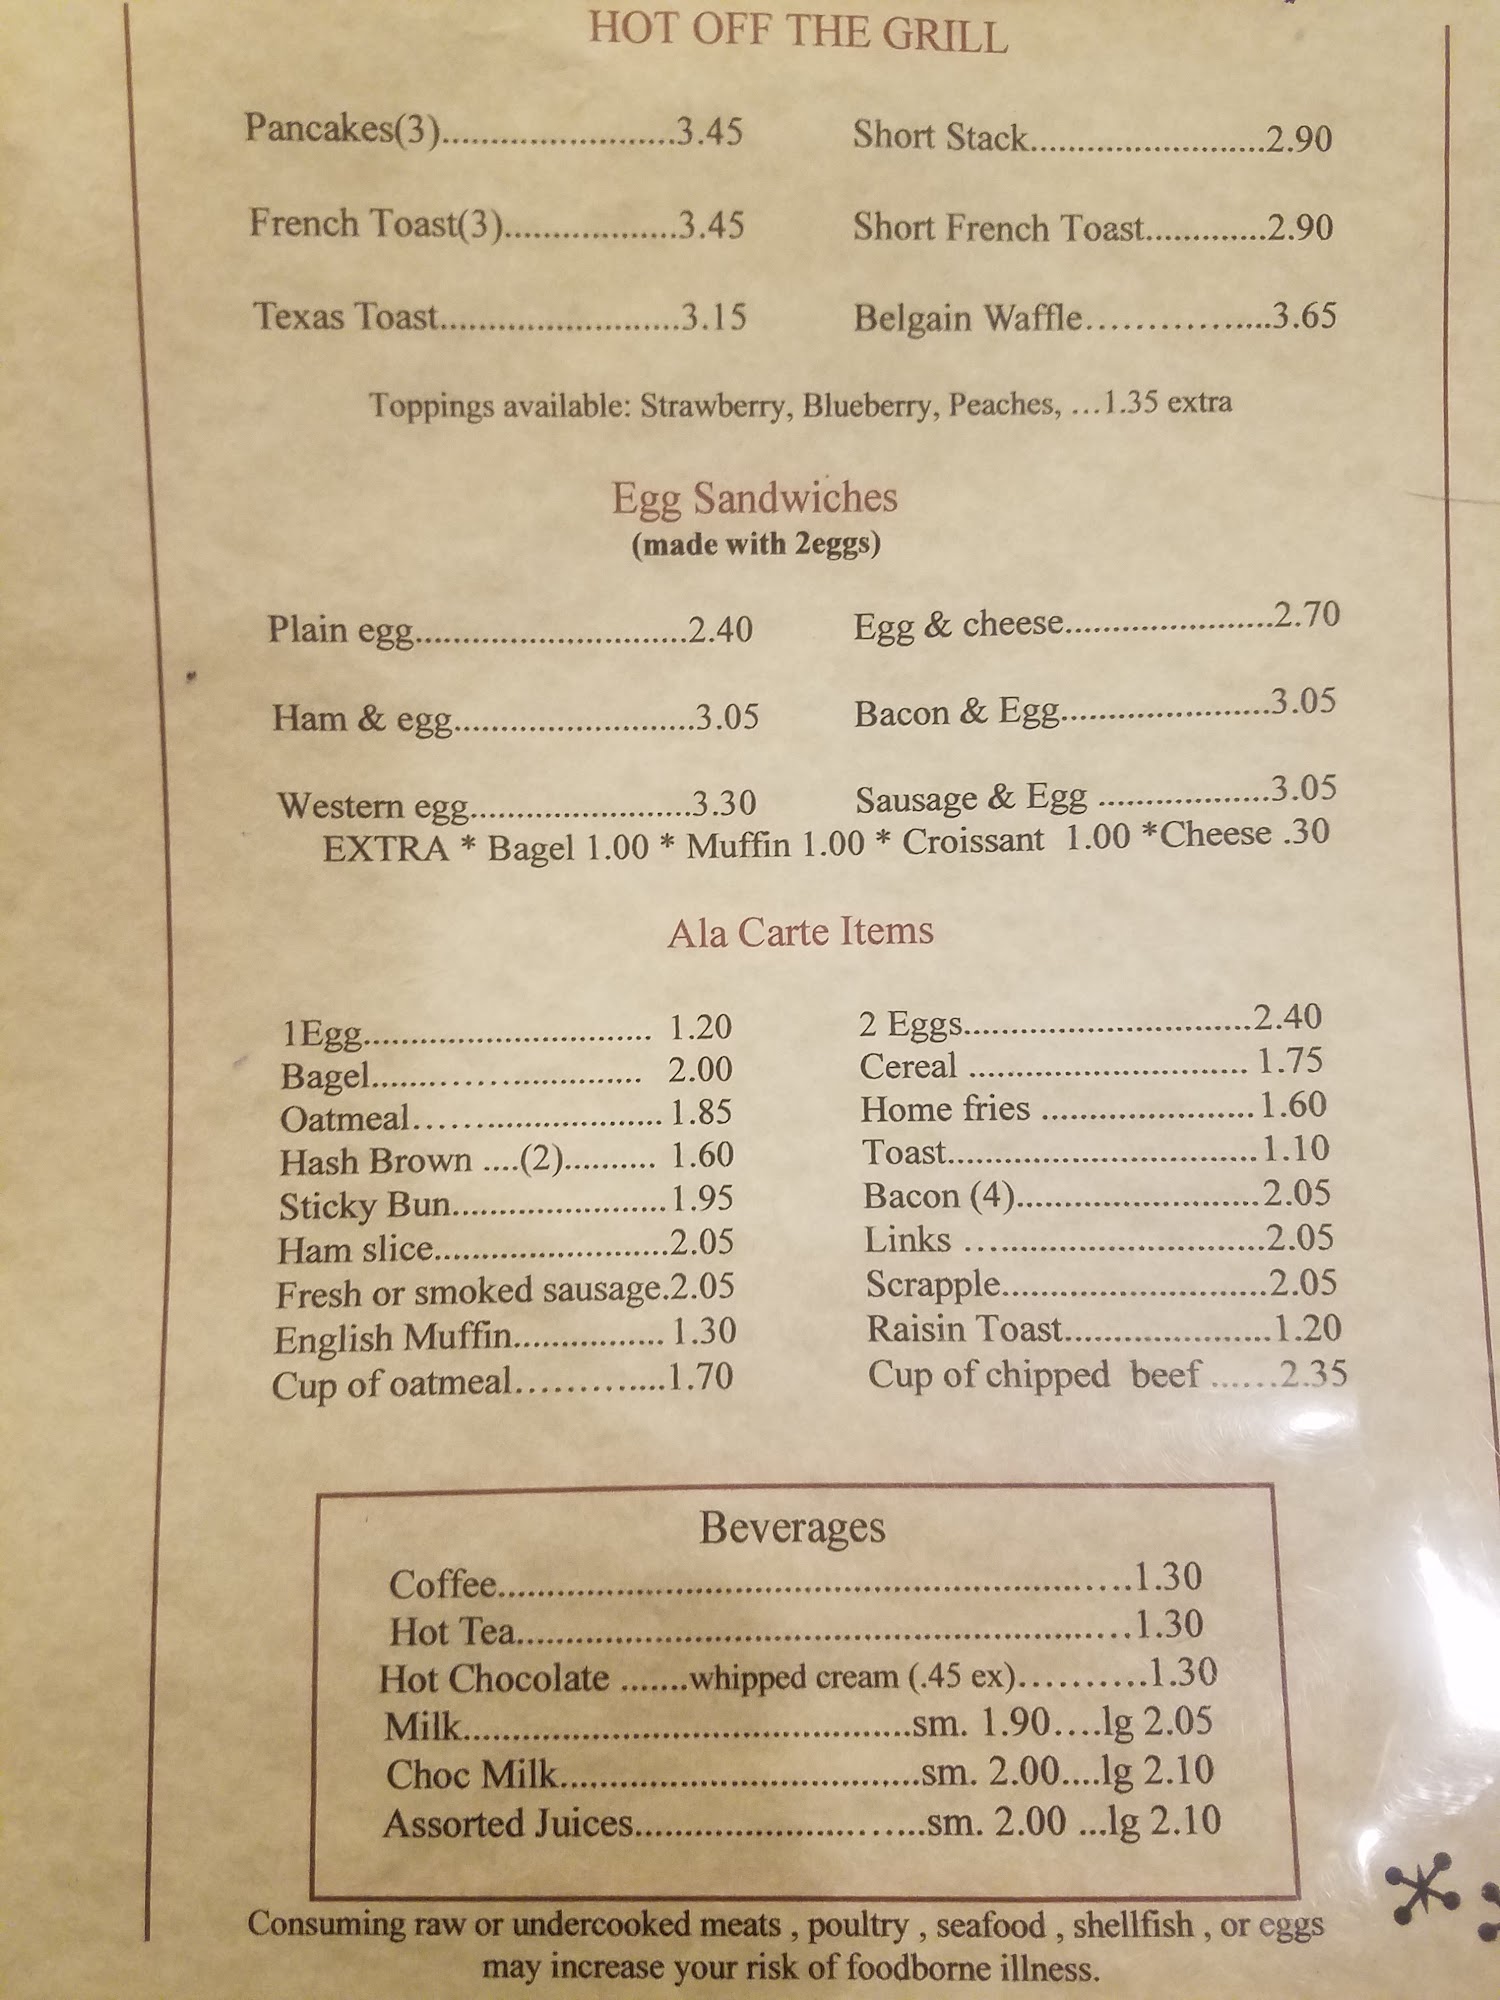 HOT OFF THE GRILL
Pancakes(3)........................3.45 Short Stack.........................2.90
French Toast(3)..................3.45 Short French Toast.............2.90
Texas Toast.........................3.15 Belgain Waffle…………......3.65
Toppings available: Strawberry, Blueberry, Peaches, …1.35 extra
Egg Sandwiches
(made with 2eggs)
Plain egg............................2.40 Egg & cheese......................2.70
Ham & egg.........................3.05 Bacon & Egg......................3.05
Western egg.......................3.30 Sausage & Egg ..................3.05
EXTRA * Bagel 1.00 * Muffin 1.00 * Croissant 1.00 *Cheese .30
Ala Carte Items
1Egg.............................. 1.20 2 Eggs..............................2.40
Bagel............................ 2.00 Cereal ............................. 1.75
Oatmeal.......................... 1.85 Home fries ...................... 1.60
Hash Brown ....(2).......... 1.60 Toast.................................1.10
Sticky Bun......................1.95 Bacon (4).........................2.05
Ham slice........................2.05 Links …............................2.05
Fresh or smoked sausage.2.05 Scrapple............................2.05
English Muffin................ 1.30 Raisin Toast......................1.20
Cup of oatmeal…………....1.70 Cup of chipped beef ...…2.35
Beverages
Coffee..................................................................1.30
Hot Tea................................................................1.30
Hot Chocolate .......whipped cream (.45 ex)……….1.30
Milk..............................................sm. 1.90….lg 2.05
Choc Milk.....................................sm. 2.00....lg 2.10
Assorted Juices..............................sm. 2.00 ...lg 2.10
Consuming raw or undercooked meats , poultry , seafood , shellfish , or eggs
may increase your risk of foodborne illness.